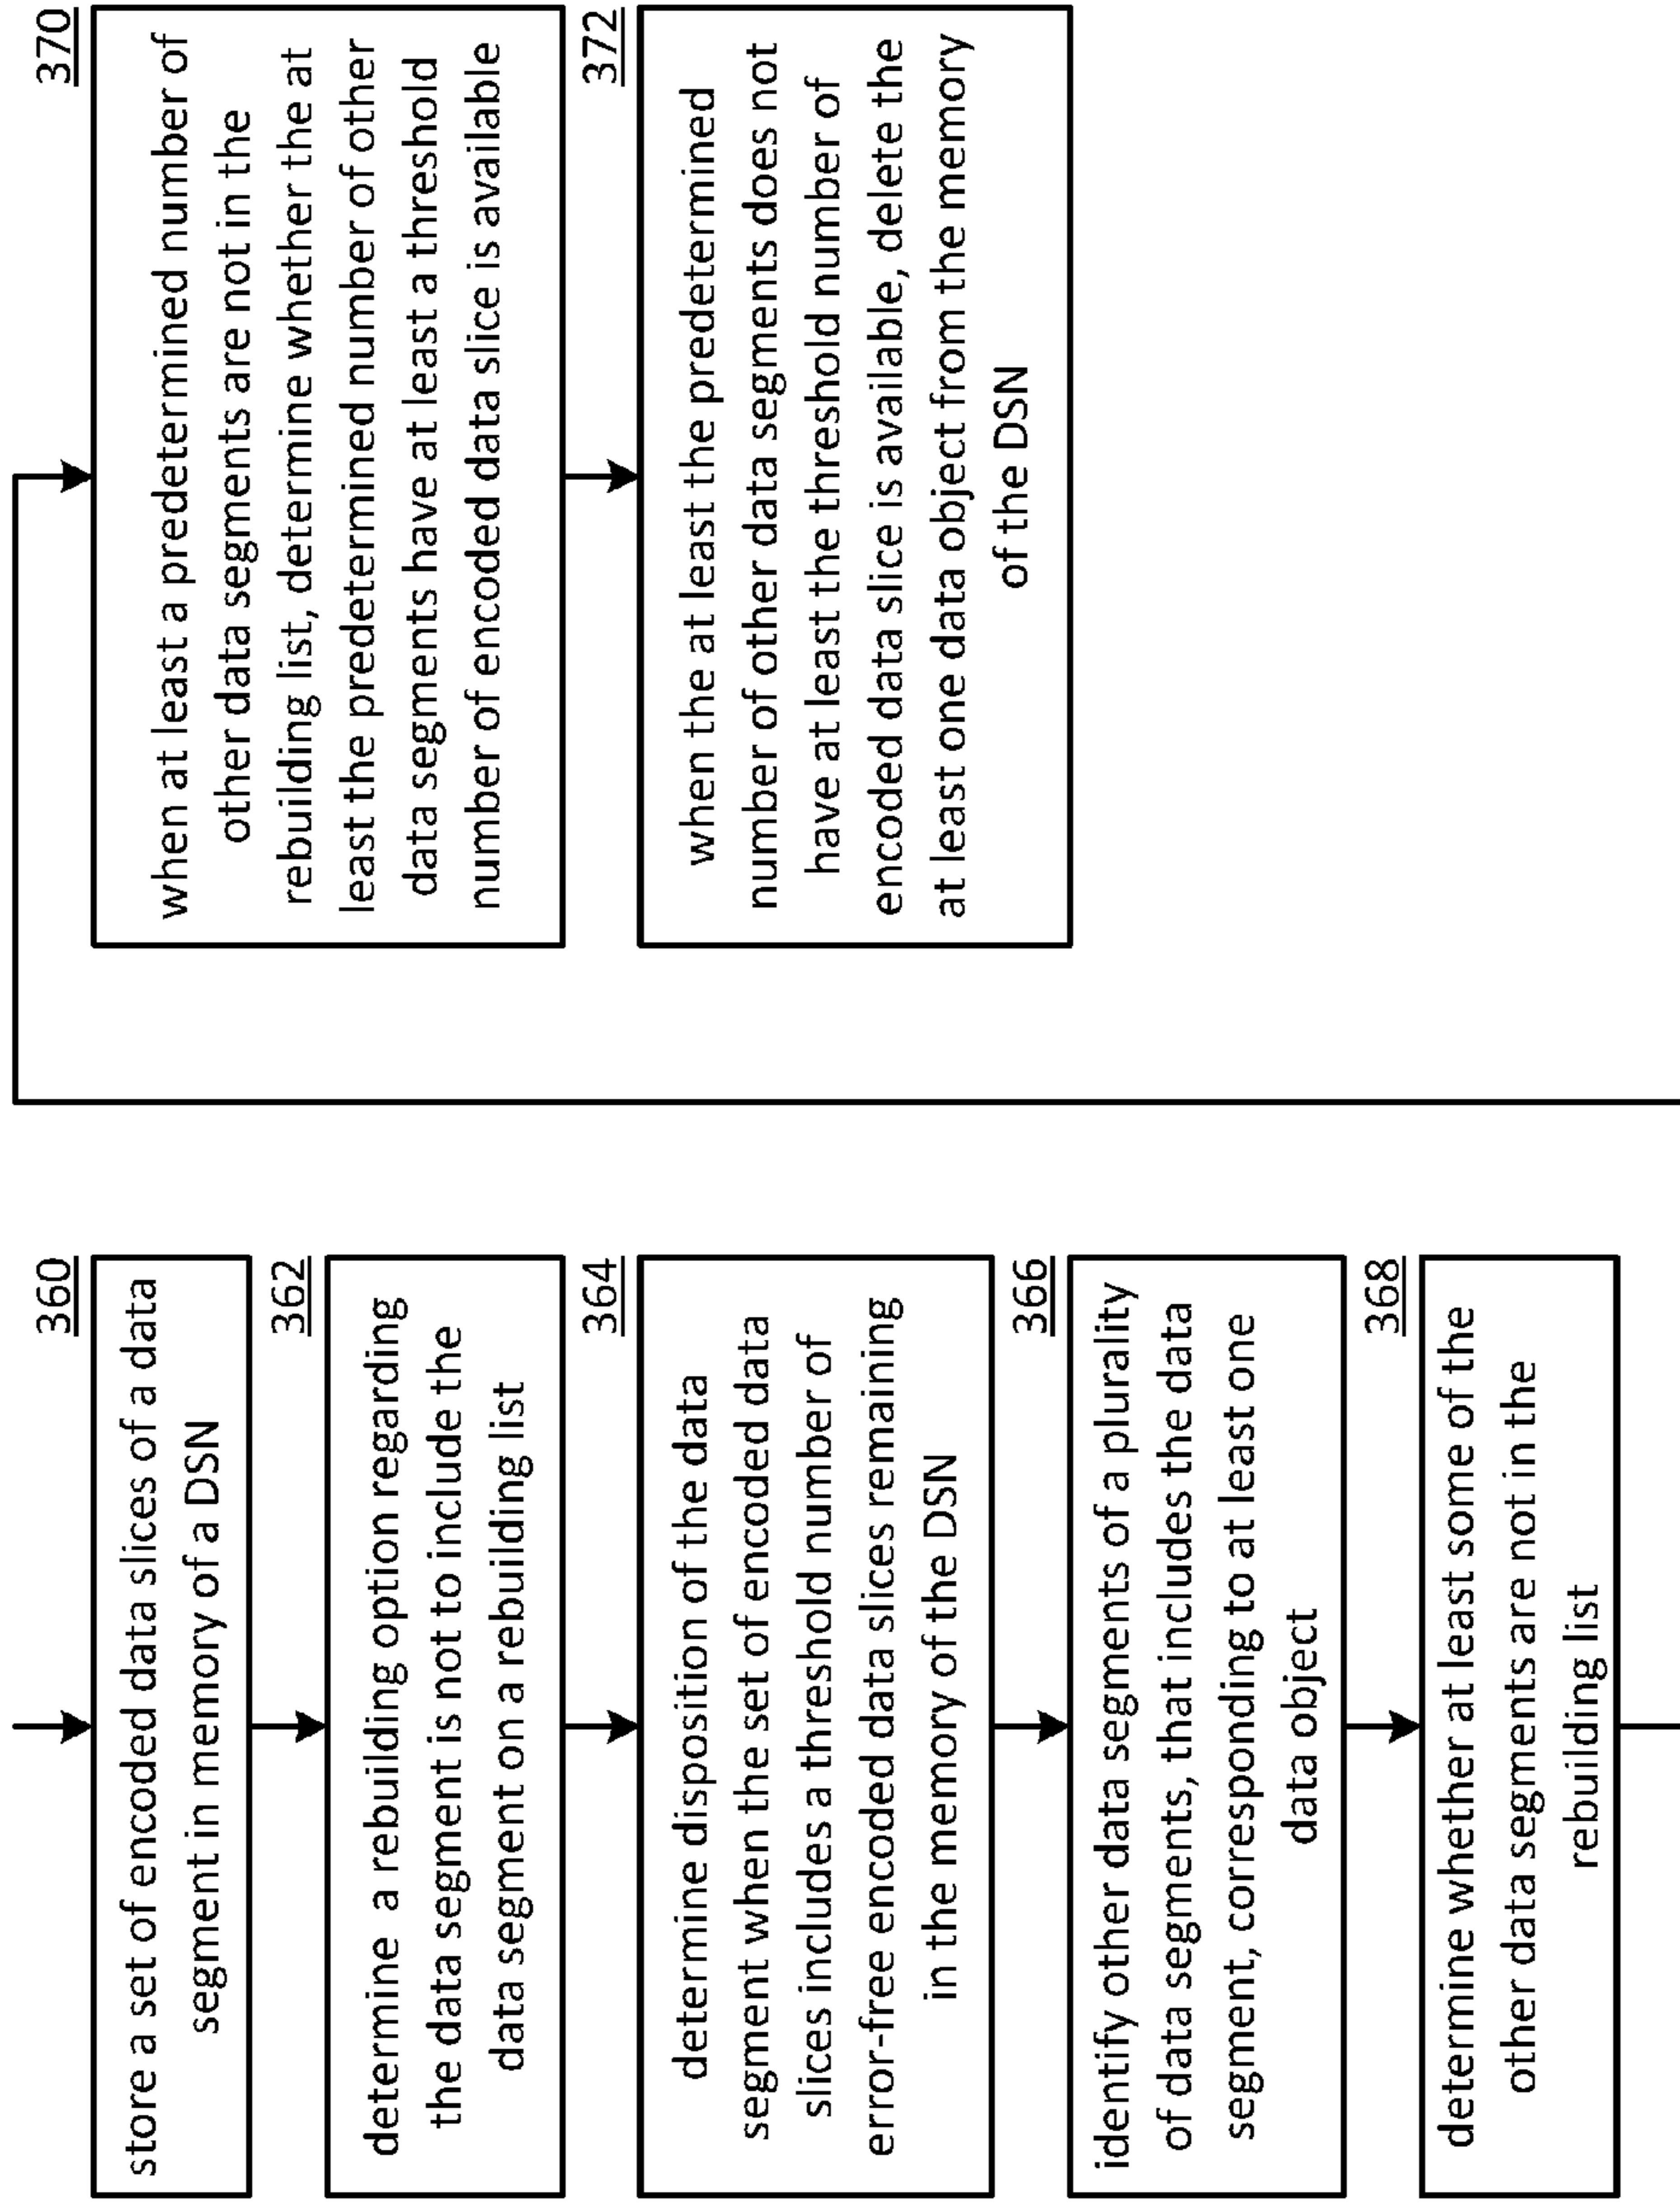 360
store a set of encoded data slices of a data
segment in memory of a DSN
362
determine a rebuilding option regarding
the data segment is not to include the
data segment on a rebuilding list
364
determine disposition of the data
segment when the set of encoded data
slices includes a threshold number of
error-free encoded data slices remaining
in the memory of the DSN
366
identify other data segments of a plurality
of data segments, that includes the data
segment, corresponding to at least one
data object
368
determine whether at least some of the
other data segments are not in the
rebuilding list
370
when at least a predetermined number of
other data segments are not in the
rebuilding list, determine whether the at
least the predetermined number of other
data segments have at least a threshold
number of encoded data slice is available
372
when the at least the predetermined
number of other data segments does not
have at least the threshold number of
encoded data slice is available, delete the
at least one data object from the memory
of the DSN